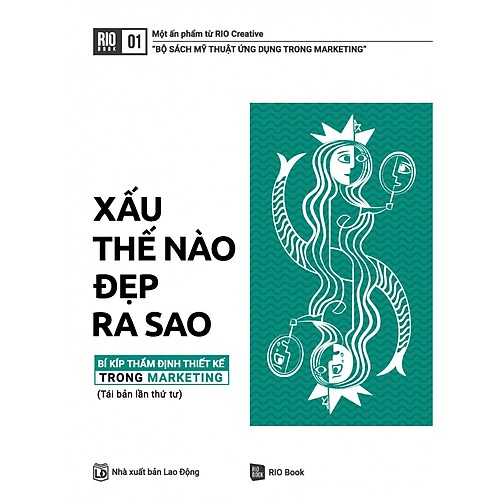 RIO BOOK 01
Một ấn phẩm từ RIO Creative
"BỘ SÁCH MỸ THUẬT ỨNG DỤNG TRONG MARKETING"
XẤU
THẾ NÀO
ĐẸP
RA SAO
BÍ KÍP THẨM ĐỊNH THIẾT KẾ
TRONG MARKETING
(Tái bản lần thứ tư)
LĐ Nhà xuất bản Lao Động
RIO BOOK RIO Book